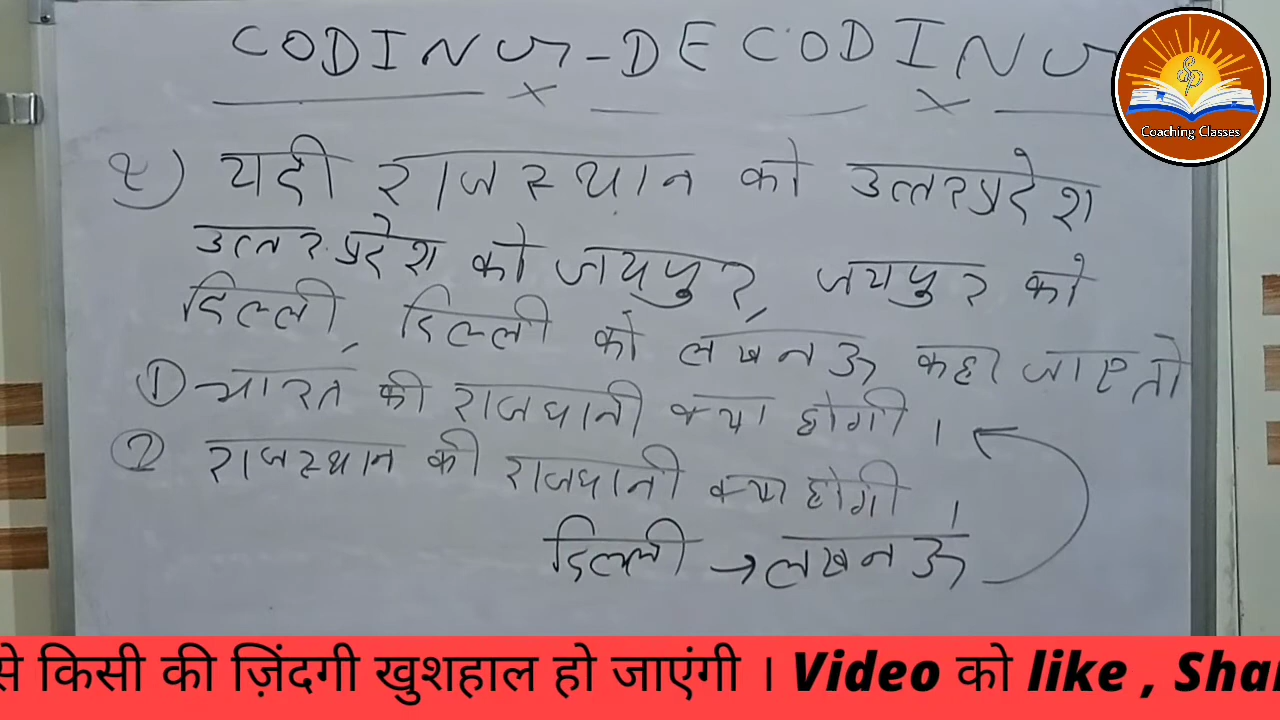 CODING-DECODING
Coaching Classes
१) यदी राजस्थान को उत्तरप्रदेश
उत्तरप्रदेश को जयपुर, जयपुर को
दिल्ली, दिल्ली को लखनऊ कहा जाए तो
① भारत की राजधानी क्या होगी ।
② राजस्थान की राजधानी क्या होगी ।
दिल्ली → लखनऊ
से किसी की ज़िंदगी खुशहाल हो जाएंगी । Video को like , Sha